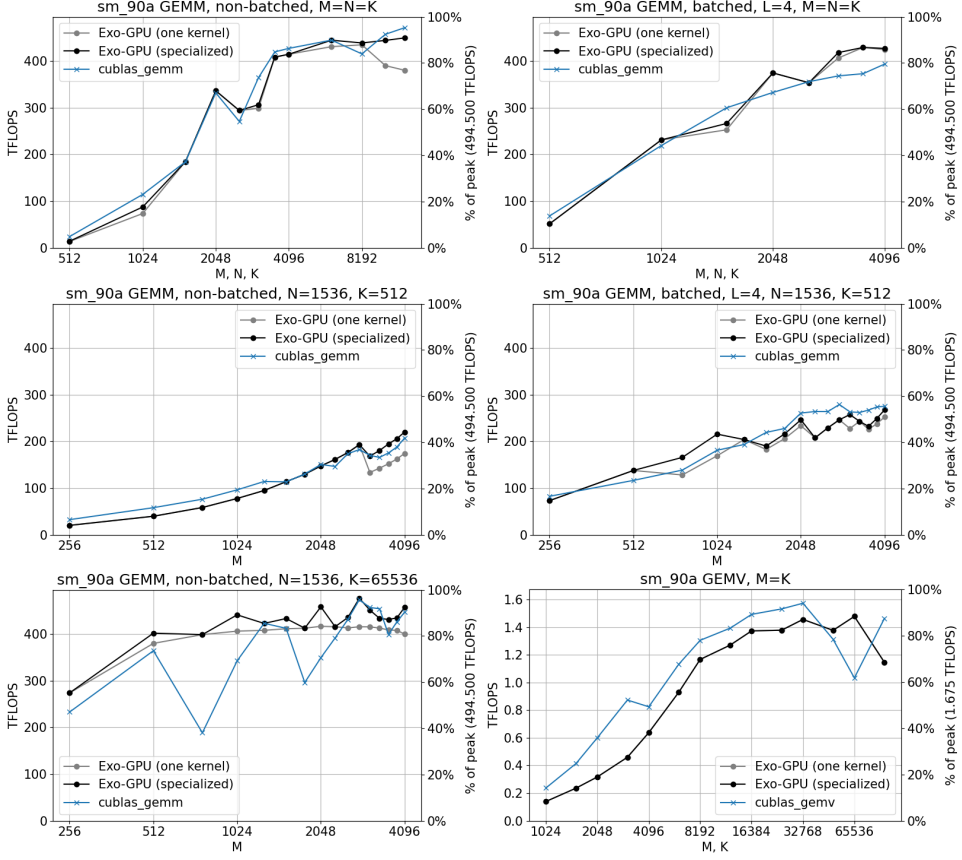 sm_90a GEMM, non-batched, M=N=K
Exo-GPU (one kernel)
Exo-GPU (specialized)
cublas_gemm
TFLOPS
0
100
200
300
400
% of peak (494.500 TFLOPS)
0%
20%
40%
60%
80%
100%
512
1024
2048
4096
8192
M, N, K
sm_90a GEMM, batched, L=4, M=N=K
Exo-GPU (one kernel)
Exo-GPU (specialized)
cublas_gemm
TFLOPS
0
100
200
300
400
% of peak (494.500 TFLOPS)
0%
20%
40%
60%
80%
100%
512
1024
2048
4096
M, N, K
sm_90a GEMM, non-batched, N=1536, K=512
Exo-GPU (one kernel)
Exo-GPU (specialized)
cublas_gemm
TFLOPS
0
100
200
300
400
% of peak (494.500 TFLOPS)
0%
20%
40%
60%
80%
100%
256
512
1024
2048
4096
M
sm_90a GEMM, batched, L=4, N=1536, K=512
Exo-GPU (one kernel)
Exo-GPU (specialized)
cublas_gemm
TFLOPS
0
100
200
300
400
% of peak (494.500 TFLOPS)
0%
20%
40%
60%
80%
100%
256
512
1024
2048
4096
M
sm_90a GEMM, non-batched, N=1536, K=65536
Exo-GPU (one kernel)
Exo-GPU (specialized)
cublas_gemm
TFLOPS
0
100
200
300
400
% of peak (494.500 TFLOPS)
0%
20%
40%
60%
80%
100%
256
512
1024
2048
4096
M
sm_90a GEMV, M=K
Exo-GPU (one kernel)
Exo-GPU (specialized)
cublas_gemv
TFLOPS
0.0
0.2
0.4
0.6
0.8
1.0
1.2
1.4
1.6
% of peak (1.675 TFLOPS)
0%
20%
40%
60%
80%
100%
1024
2048
4096
8192
16384
32768
65536
M, K